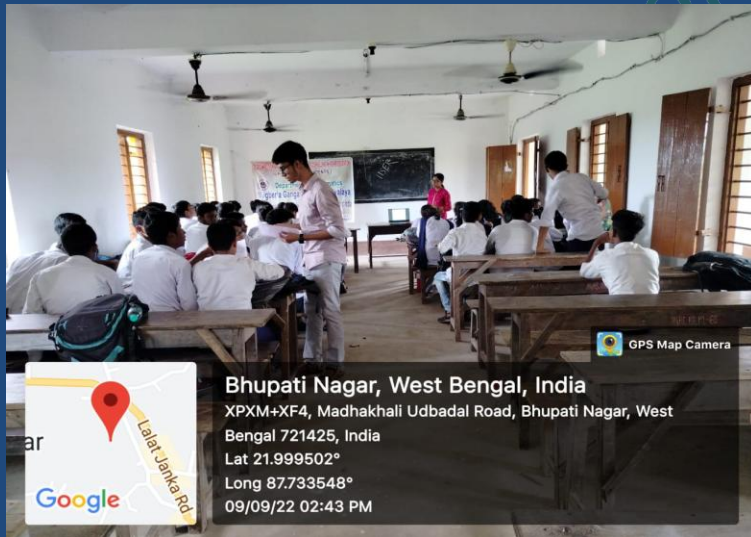 Department
GPS Map Camera
ar
Lalat Janka Rd
Google
Bhupati Nagar, West Bengal, India
XPXM+XF4, Madhakhali Udbadal Road, Bhupati Nagar, West
Bengal 721425, India
Lat 21.999502°
Long 87.733548°
09/09/22 02:43 PM